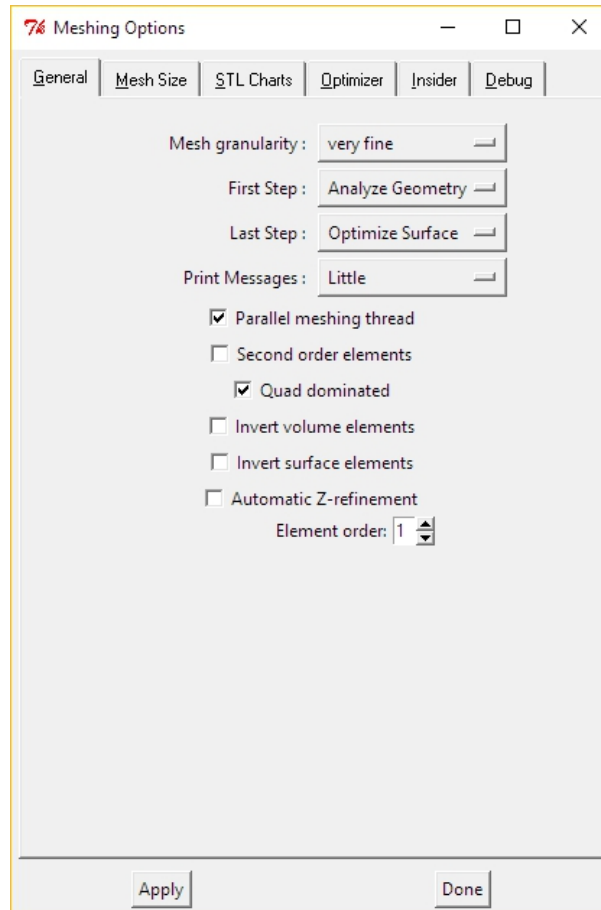 Meshing Options
General Mesh Size STL Charts Optimizer Insider Debug
Mesh granularity : very fine
First Step : Analyze Geometry
Last Step : Optimize Surface
Print Messages : Little
Parallel meshing thread
Second order elements
Quad dominated
Invert volume elements
Invert surface elements
Automatic Z-refinement
Element order: 1
Apply Done